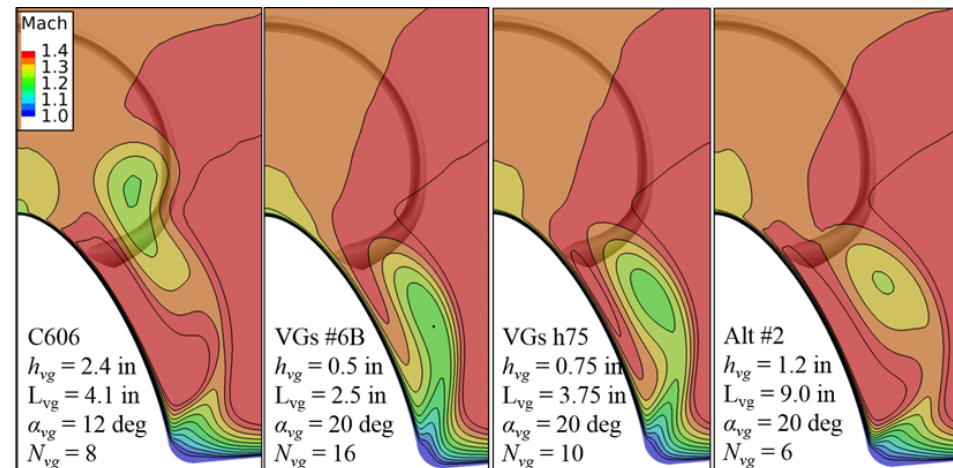 Mach
1.4
1.3
1.2
1.1
1.0
C606
h_vg = 2.4 in
L_vg = 4.1 in
α_vg = 12 deg
N_vg = 8
VGs #6B
h_vg = 0.5 in
L_vg = 2.5 in
α_vg = 20 deg
N_vg = 16
VGs h75
h_vg = 0.75 in
L_vg = 3.75 in
α_vg = 20 deg
N_vg = 10
Alt #2
h_vg = 1.2 in
L_vg = 9.0 in
α_vg = 20 deg
N_vg = 6